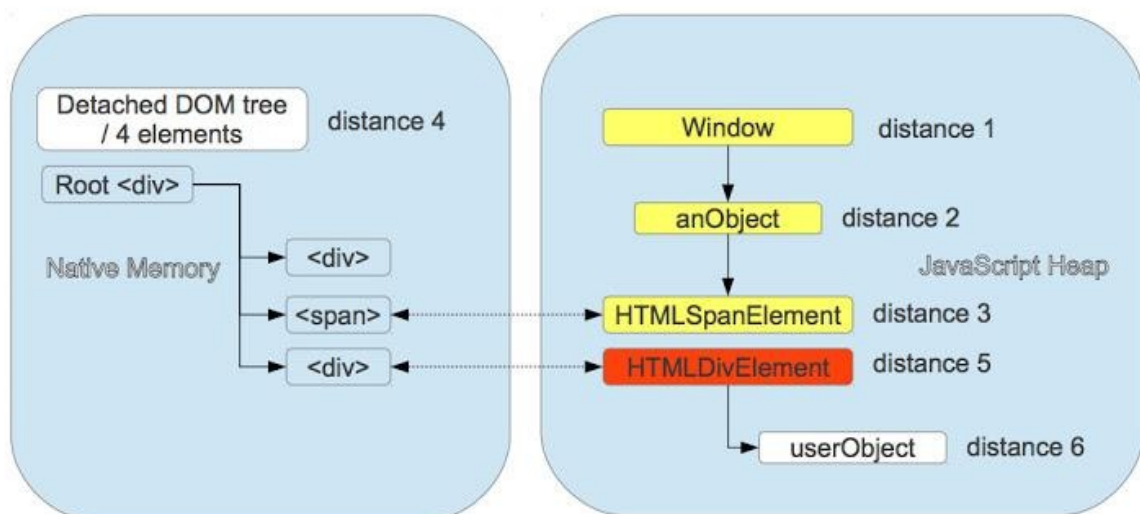 Detached DOM tree
/ 4 elements
distance 4
Root <div>
Native Memory
<div>
<span>
<div>
Window
distance 1
anObject
distance 2
JavaScript Heap
HTMLSpanElement
distance 3
HTMLDivElement
distance 5
userObject
distance 6